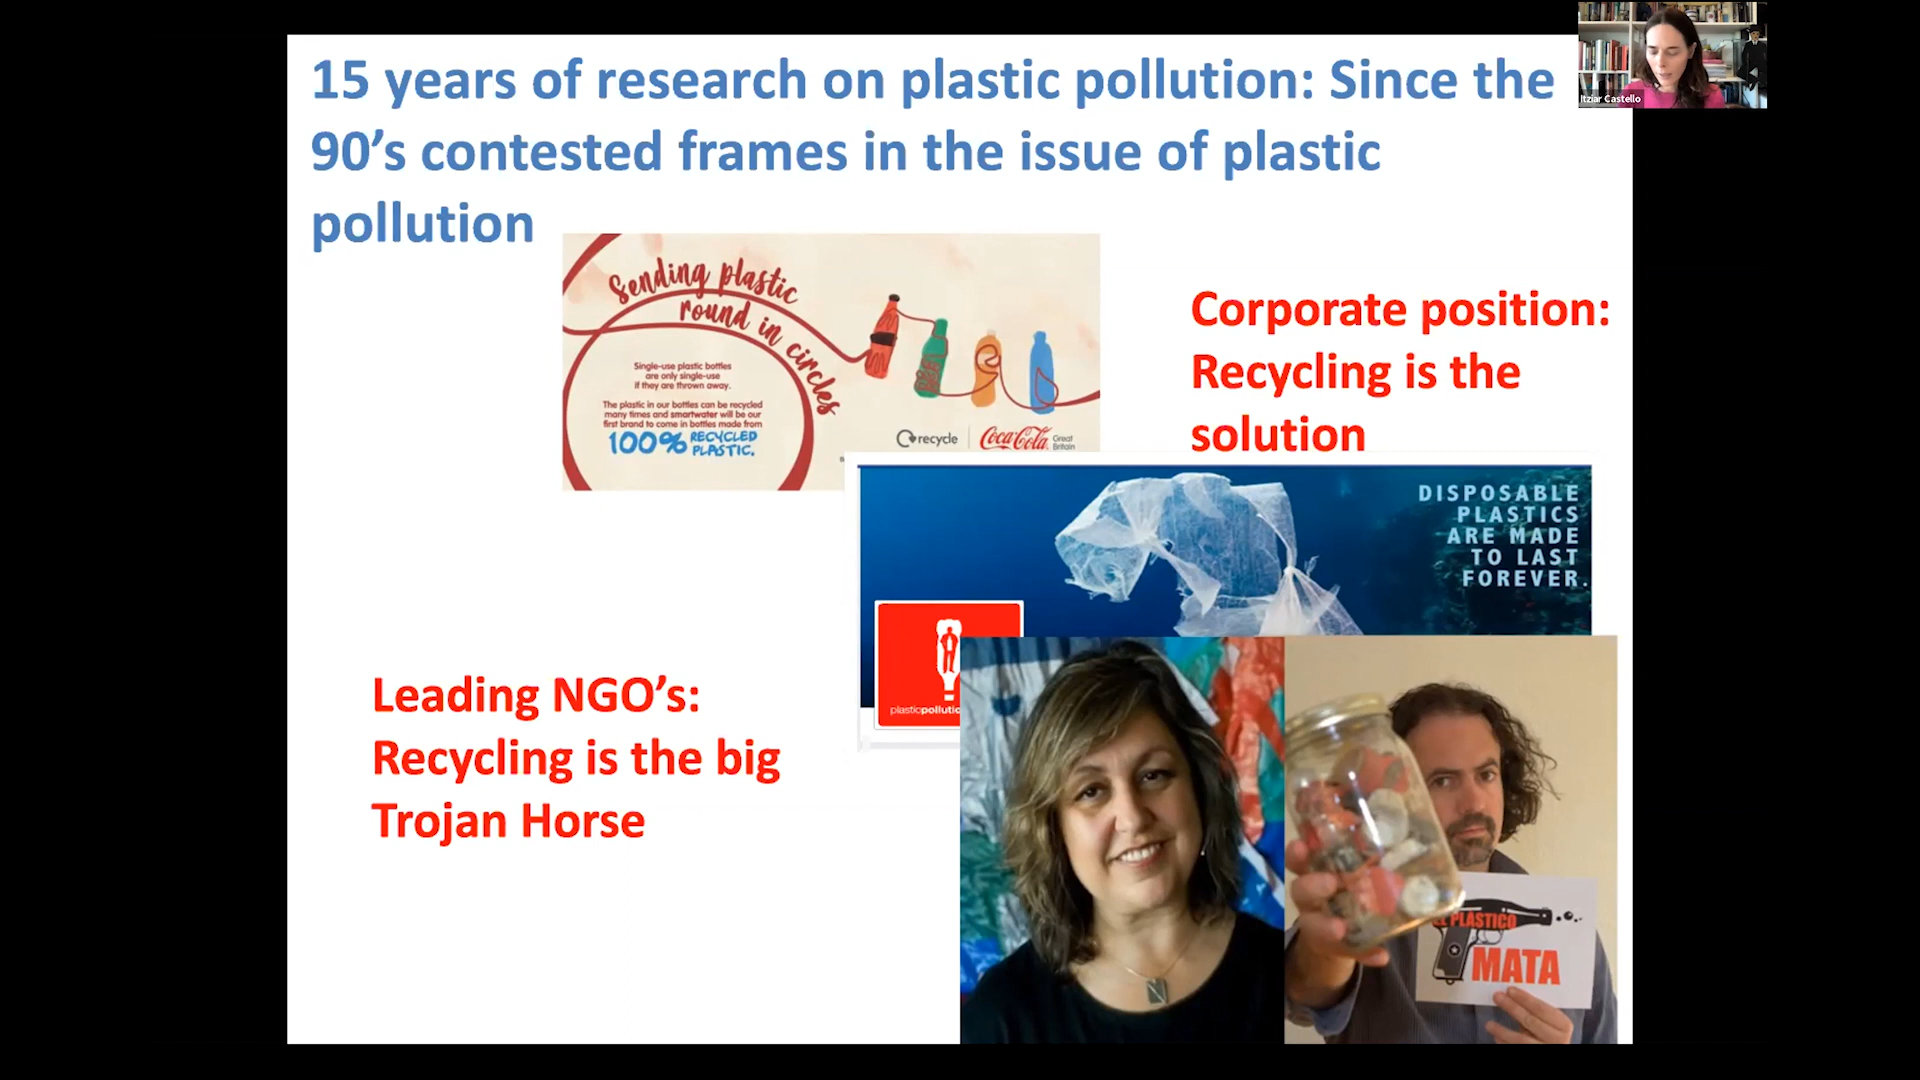 15 years of research on plastic pollution: Since the
90's contested frames in the issue of plastic
pollution
Itziar Castello
Sending plastic
round in circles
Single-use plastic bottles
are only single-use
if they are thrown away.
The plastic in our bottles can be recycled
many times and smartwater will be our
first brand to come in bottles made from
100% RECYCLED
PLASTIC.
recycle
Coca-Cola Great
Britain
Corporate position:
Recycling is the
solution
DISPOSABLE
PLASTICS
ARE MADE
TO LAST
FOREVER.
Leading NGO's:
Recycling is the big
Trojan Horse
EL PLASTICO
MATA